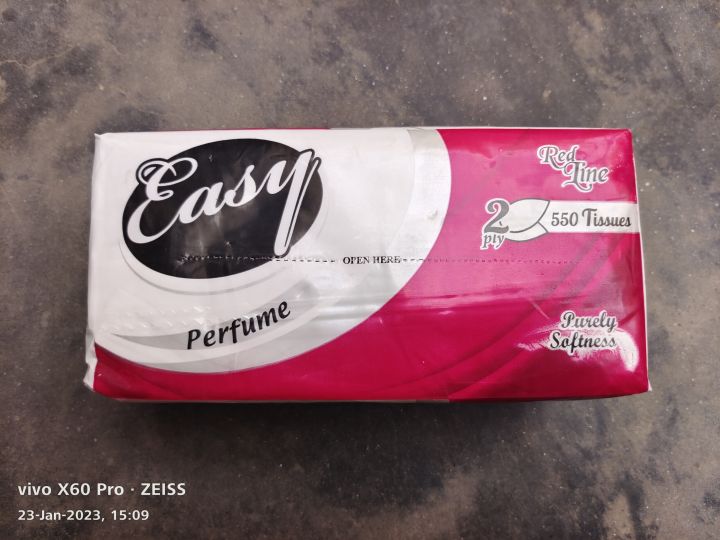 Easy
Perfume
OPEN HERE
Red
Line
2
ply
550 Tissues
Purely
Softness
vivo X60 Pro · ZEISS
23-Jan-2023, 15:09